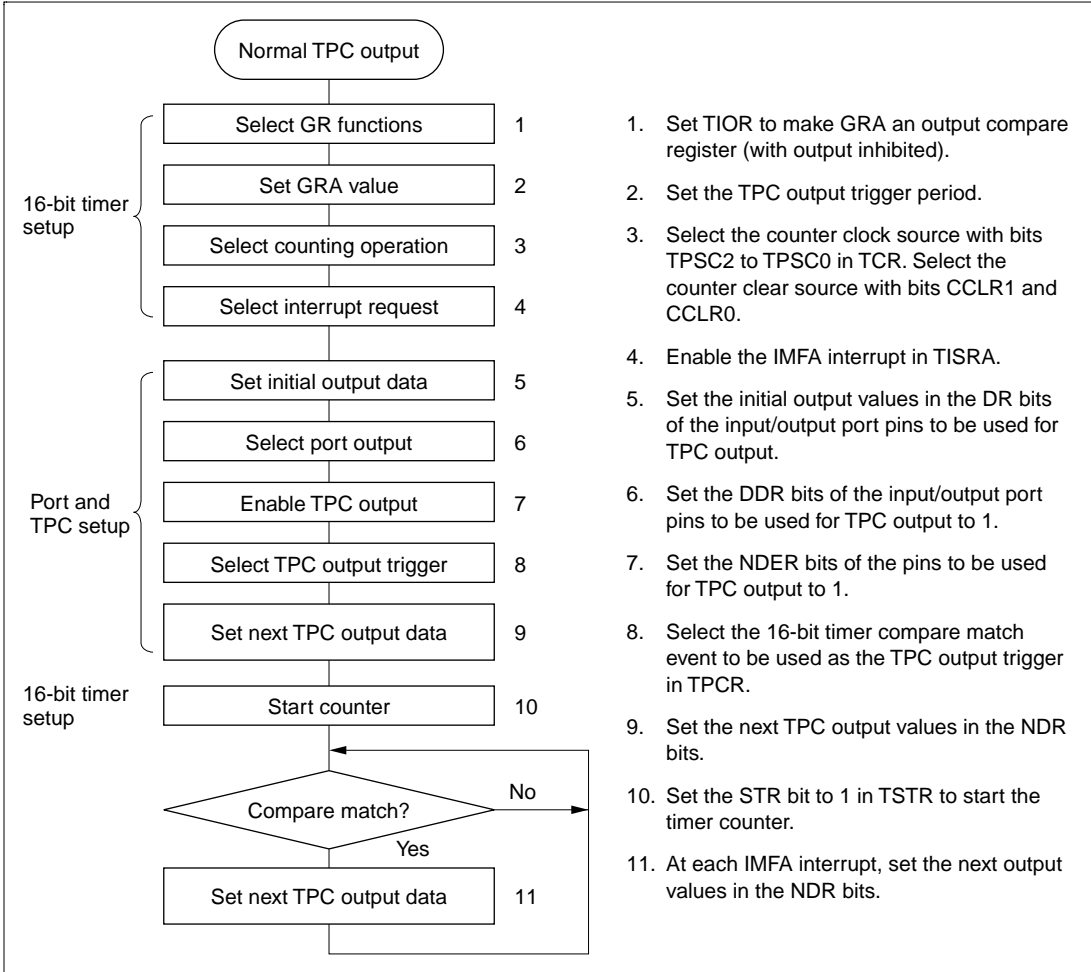 Normal TPC output
Select GR functions
1
Set GRA value
2
16-bit timer
setup
Select counting operation
3
Select interrupt request
4
Set initial output data
5
Select port output
6
Port and
TPC setup
Enable TPC output
7
Select TPC output trigger
8
Set next TPC output data
9
16-bit timer
setup
Start counter
10
Compare match?
No
Yes
Set next TPC output data
11
1. Set TIOR to make GRA an output compare
register (with output inhibited).
2. Set the TPC output trigger period.
3. Select the counter clock source with bits
TPSC2 to TPSC0 in TCR. Select the
counter clear source with bits CCLR1 and
CCLR0.
4. Enable the IMFA interrupt in TISRA.
5. Set the initial output values in the DR bits
of the input/output port pins to be used for
TPC output.
6. Set the DDR bits of the input/output port
pins to be used for TPC output to 1.
7. Set the NDER bits of the pins to be used
for TPC output to 1.
8. Select the 16-bit timer compare match
event to be used as the TPC output trigger
in TPCR.
9. Set the next TPC output values in the NDR
bits.
10. Set the STR bit to 1 in TSTR to start the
timer counter.
11. At each IMFA interrupt, set the next output
values in the NDR bits.